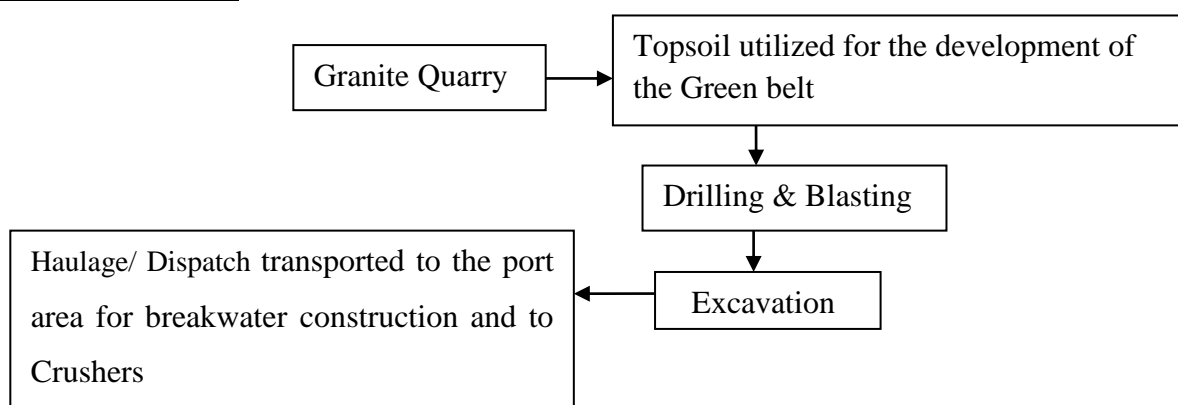 Granite Quarry
Topsoil utilized for the development of
the Green belt
Drilling & Blasting
Excavation
Haulage/ Dispatch transported to the port
area for breakwater construction and to
Crushers